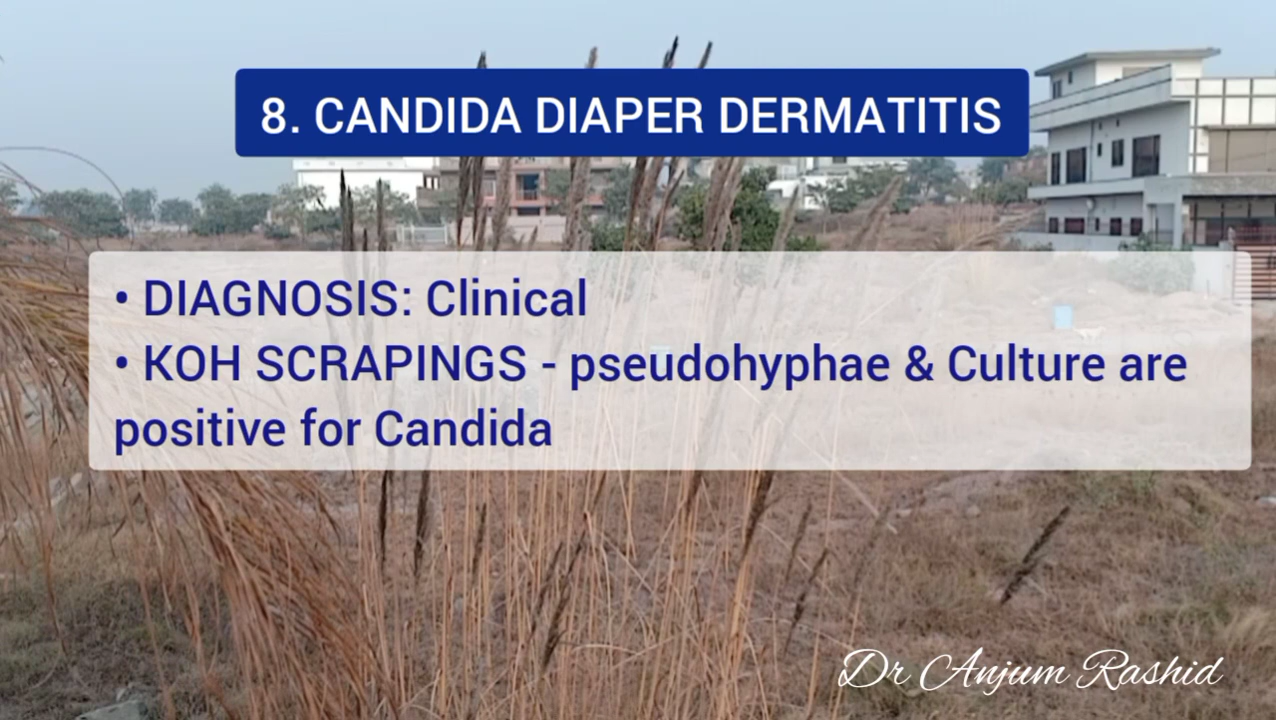 8. CANDIDA DIAPER DERMATITIS
• DIAGNOSIS: Clinical
• KOH SCRAPINGS - pseudohyphae & Culture are
positive for Candida
Dr Anjum Rashid